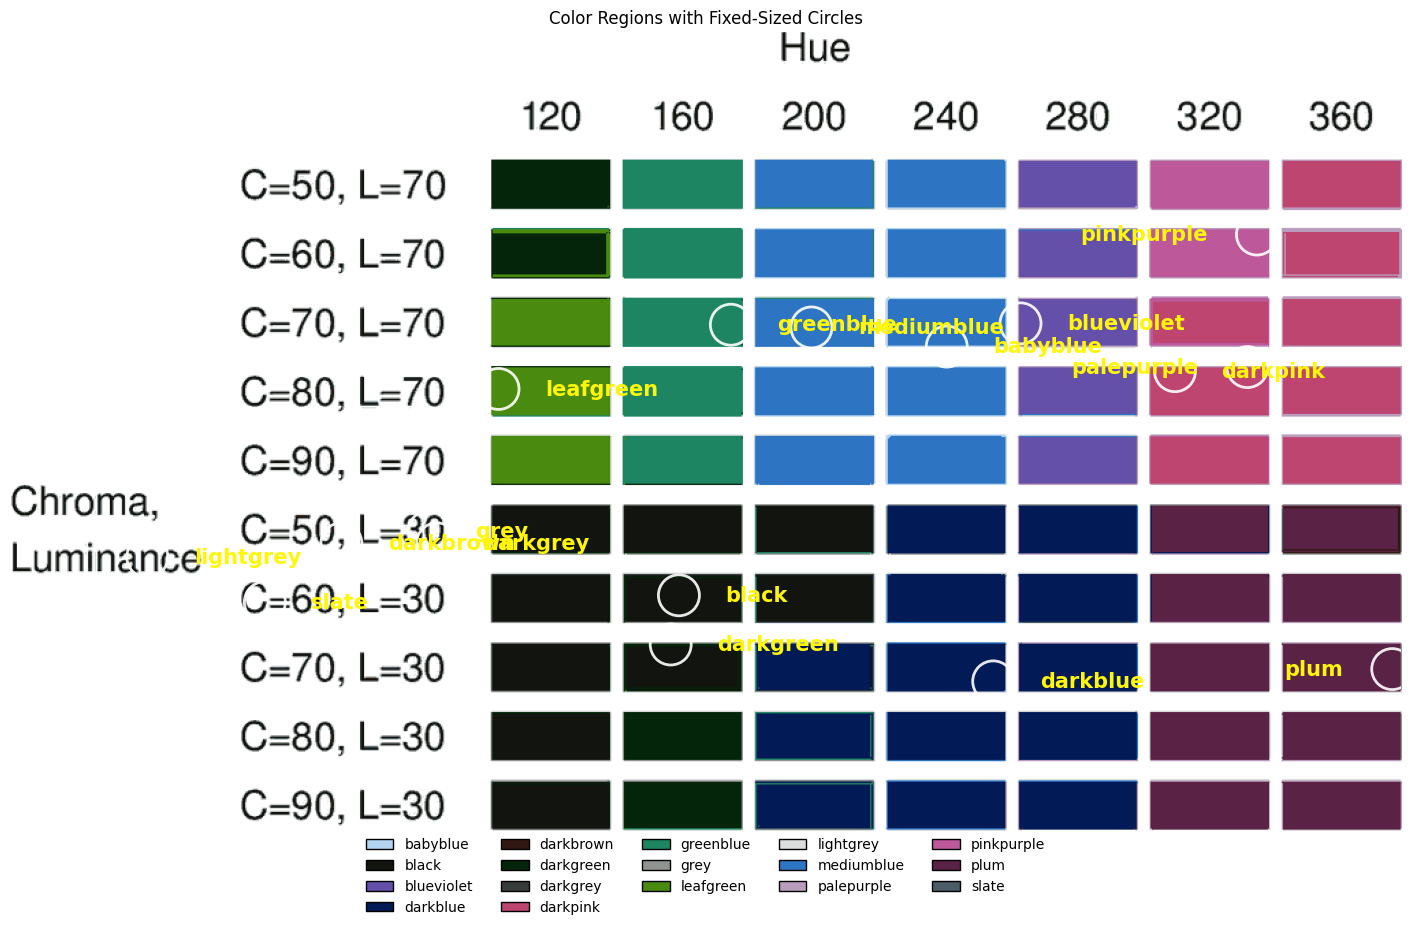 Color Regions with Fixed-Sized Circles
Hue
120 160 200 240 280 320 360
C=50, L=70
C=60, L=70 pinkpurple
C=70, L=70 greenblue mediumblue blueviolet
babyblue
palepurple darkpink
C=80, L=70 leafgreen
C=90, L=70
Chroma,
C=50, L=30 grey
darkbrown darkgrey
Luminance lightgrey
C=60, L=30 slate black
darkgreen
C=70, L=30 darkblue plum
C=80, L=30
C=90, L=30
babyblue darkbrown greenblue lightgrey pinkpurple
black darkgreen grey mediumblue plum
blueviolet darkgrey leafgreen palepurple slate
darkblue darkpink